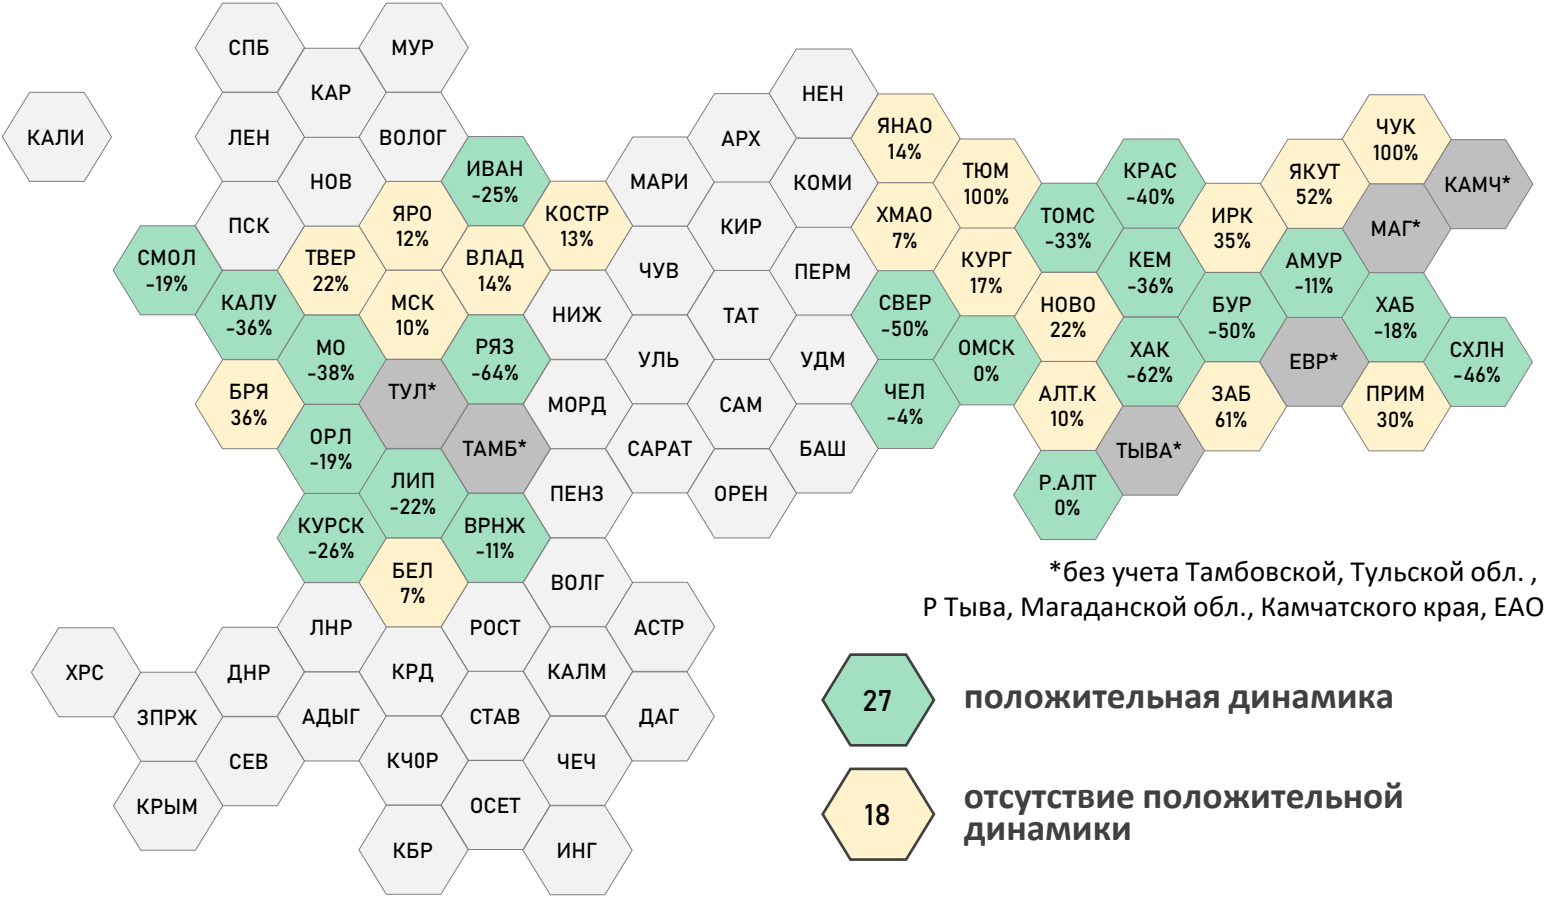 СПБ
МУР
КАР
НЕН
КАЛИ
ЛЕН
ВОЛОГ
АРХ
ЯНАО
14%
ЧУК
100%
ИВАН
-25%
НОВ
МАРИ
КОМИ
ТЮМ
100%
КРАС
-40%
ЯКУТ
52%
КАМЧ*
ПСК
ЯРО
12%
КОСТР
13%
КИР
ХМАО
7%
ТОМС
-33%
ИРК
35%
МАГ*
СМОЛ
-19%
ТВЕР
22%
ВЛАД
14%
ЧУВ
ПЕРМ
КУРГ
17%
КЕМ
-36%
АМУР
-11%
КАЛУ
-36%
МСК
10%
НИЖ
ТАТ
СВЕР
-50%
НОВО
22%
БУР
-50%
ХАБ
-18%
МО
-38%
РЯЗ
-64%
УЛЬ
УДМ
ОМСК
0%
ХАК
-62%
ЕВР*
СХЛН
-46%
БРЯ
36%
ТУЛ*
МОРД
САМ
ЧЕЛ
-4%
АЛТ.К
10%
ЗАБ
61%
ПРИМ
30%
ОРЛ
-19%
ТАМБ*
САРАТ
БАШ
ТЫВА*
ЛИП
-22%
ПЕНЗ
ОРЕН
Р.АЛТ
0%
КУРСК
-26%
ВРНЖ
-11%
БЕЛ
7%
ВОЛГ
*без учета Тамбовской, Тульской обл. ,
Р Тыва, Магаданской обл., Камчатского края, ЕАО
ЛНР
РОСТ
АСТР
ХРС
ДНР
КРД
КАЛМ
ЗПРЖ
АДЫГ
СТАВ
ДАГ
СЕВ
КЧ0Р
ЧЕЧ
КРЫМ
ОСЕТ
КБР
ИНГ
27
положительная динамика
18
отсутствие положительной
динамики